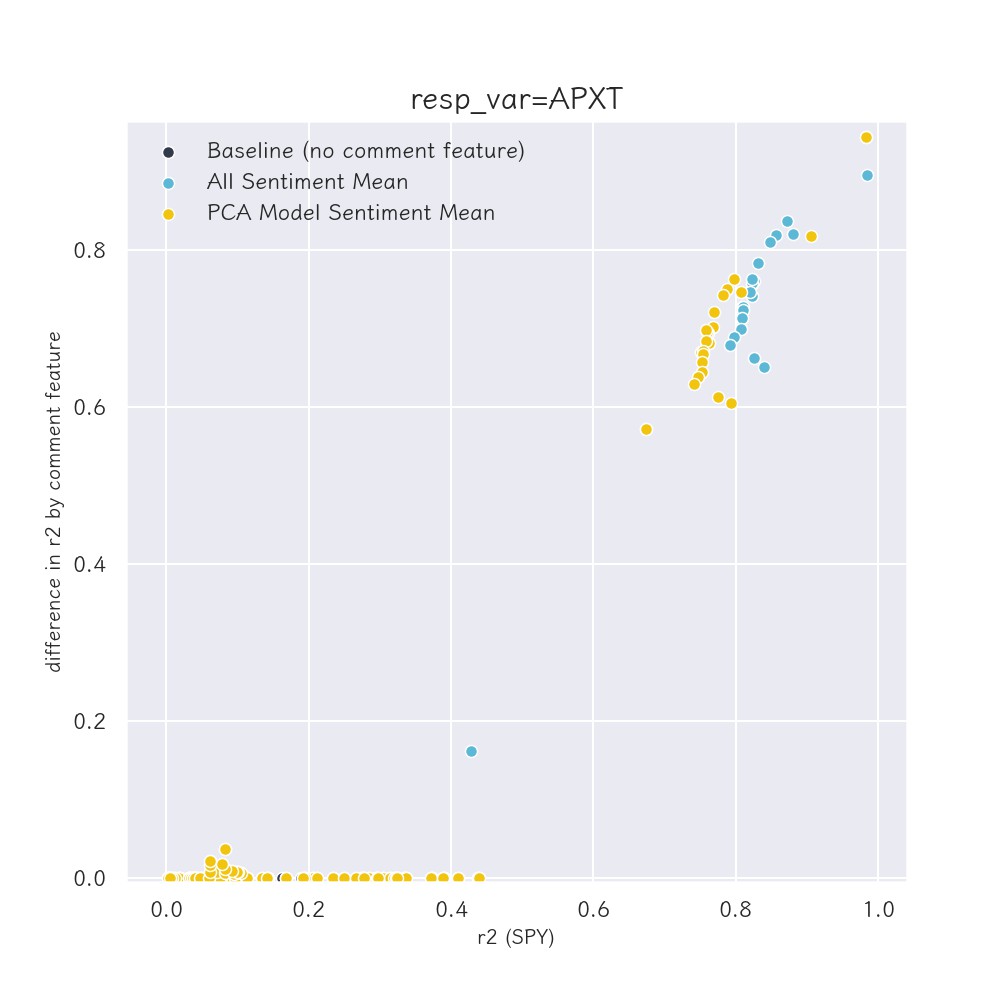 resp_var=APXT
Baseline (no comment feature)
All Sentiment Mean
PCA Model Sentiment Mean
difference in r2 by comment feature
0.8
0.6
0.4
0.2
0.0
0.0 0.2 0.4 0.6 0.8 1.0
r2 (SPY)